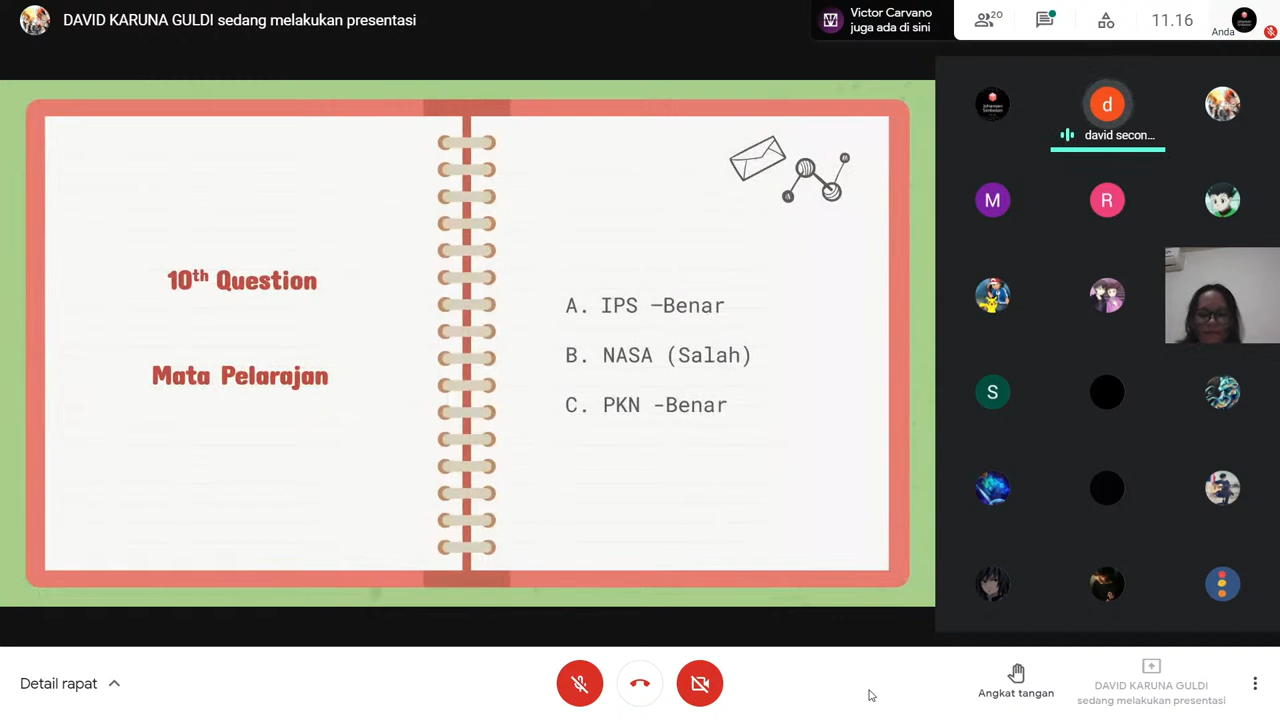 DAVID KARUNA GULDI sedang melakukan presentasi
Victor Carvano
juga ada di sini
20
11.16
Anda
10th Question
Mata Pelarajan
A. IPS –Benar
B. NASA (Salah)
C. PKN -Benar
d
david secon...
M
R
S
Detail rapat
Angkat tangan
DAVID KARUNA GULDI
sedang melakukan presentasi